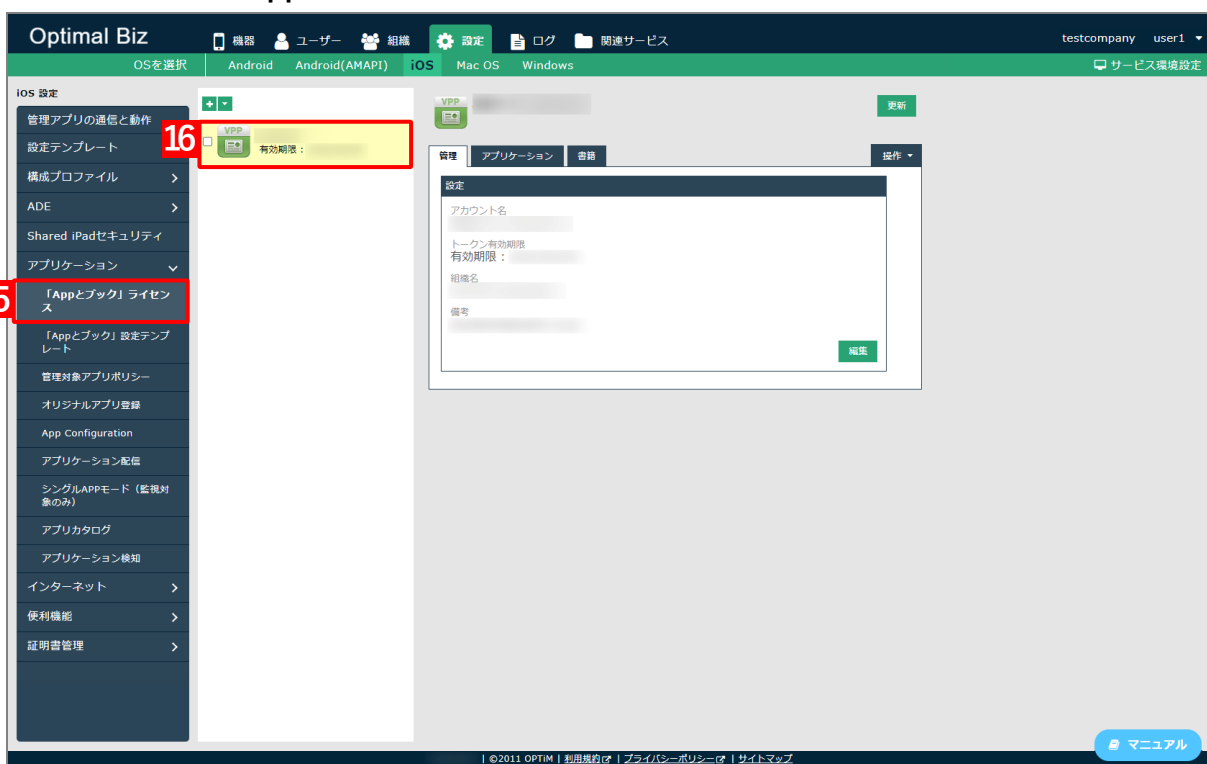 App
Optimal Biz
機器 ユーザー 組織 設定 ログ 関連サービス
testcompany user1
OSを選択 Android Android(AMAPI) iOS Mac OS Windows
サービス環境設定
iOS 設定
管理アプリの通信と動作
設定テンプレート
構成プロファイル
ADE
Shared iPadセキュリティ
アプリケーション
5
「Appとブック」ライセン
ス
「Appとブック」設定テンプ
レート
管理対象アプリポリシー
オリジナルアプリ登録
App Configuration
アプリケーション配信
シングルAPPモード（監視対
象のみ）
アプリカタログ
アプリケーション検知
インターネット
便利機能
証明書管理
16
VPP
有効期限：
VPP
更新
管理 アプリケーション 書籍 操作
設定
アカウント名
トークン有効期限
有効期限：
組織名
備考
編集
マニュアル
| ©2011 OPTiM | 利用規約 | プライバシーポリシー | サイトマップ